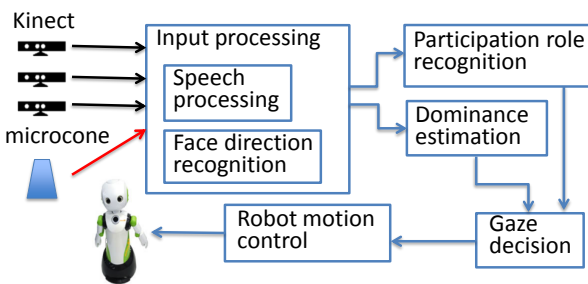 Kinect
Input processing
Speech
processing
Face direction
recognition
microcone
Participation role
recognition
Dominance
estimation
Gaze
decision
Robot motion
control